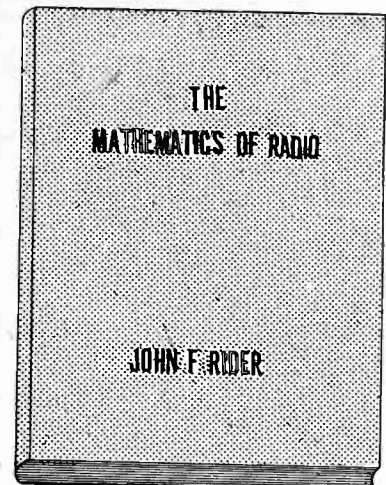 THE
MATHEMATICS OF RADIO
JOHN F. RIDER